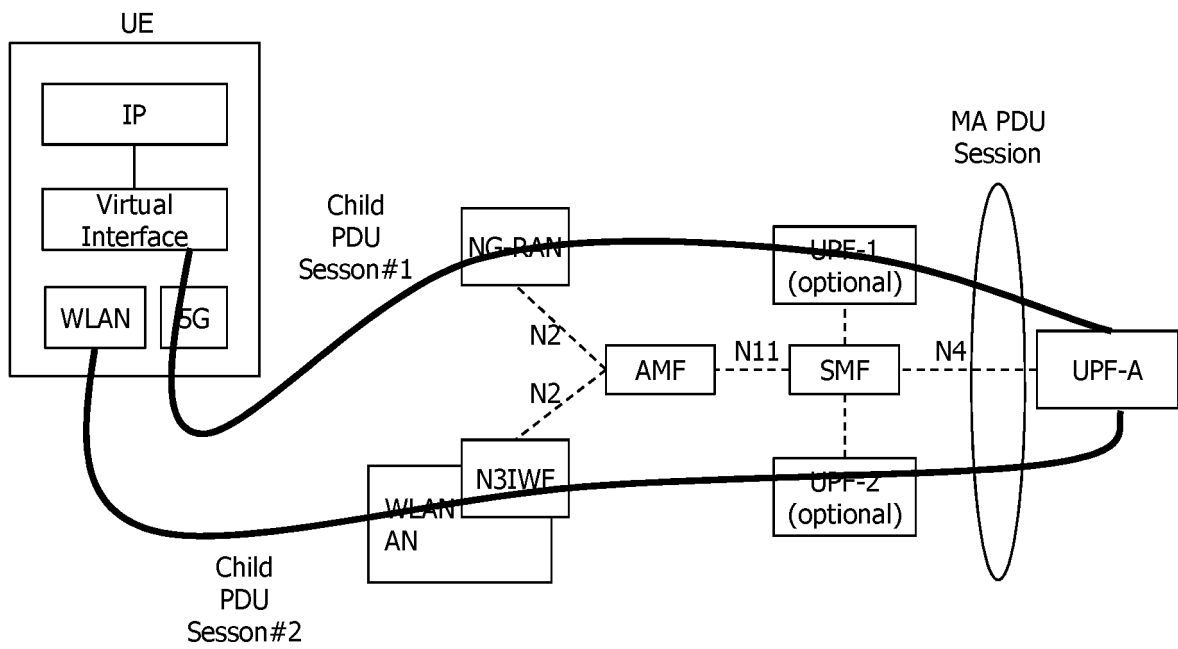 UE
IP
Virtual
Interface
WLAN
5G
Child
PDU
Sesson#1
NG-RAN
UPF-1
(optional)
MA PDU
Session
N2
N2
AMF
N11
SMF
N4
UPF-A
N3IWF
WLAN
AN
UPF-2
(optional)
Child
PDU
Sesson#2